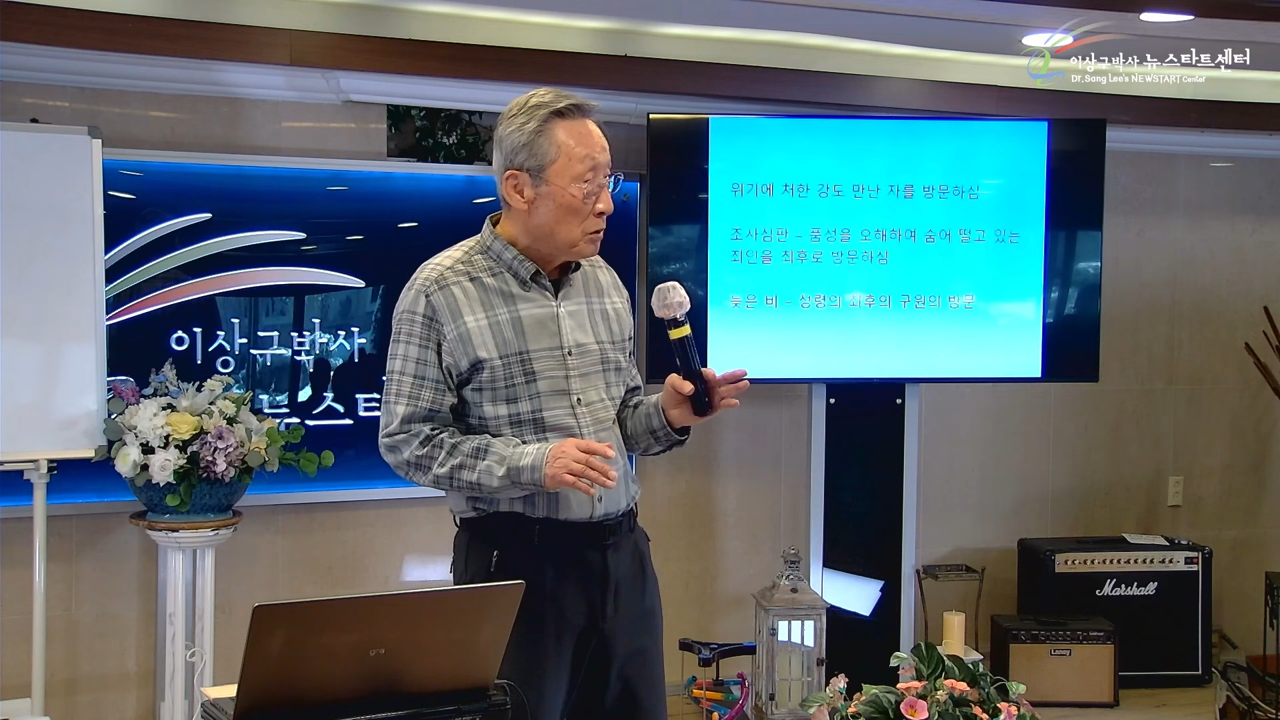 이상구박사 뉴스타트센터
Dr. Sang Lee's NEWSTART Center
위기에 처한 강도 만난 자를 방문하심
조사심판 – 품성을 오해하여 숨어 떨고 있는
죄인을 최후로 방문하심
늦은 비 – 성령의 최후의 구원의 방문
이상구박사
뉴스타
Marshall
Laney